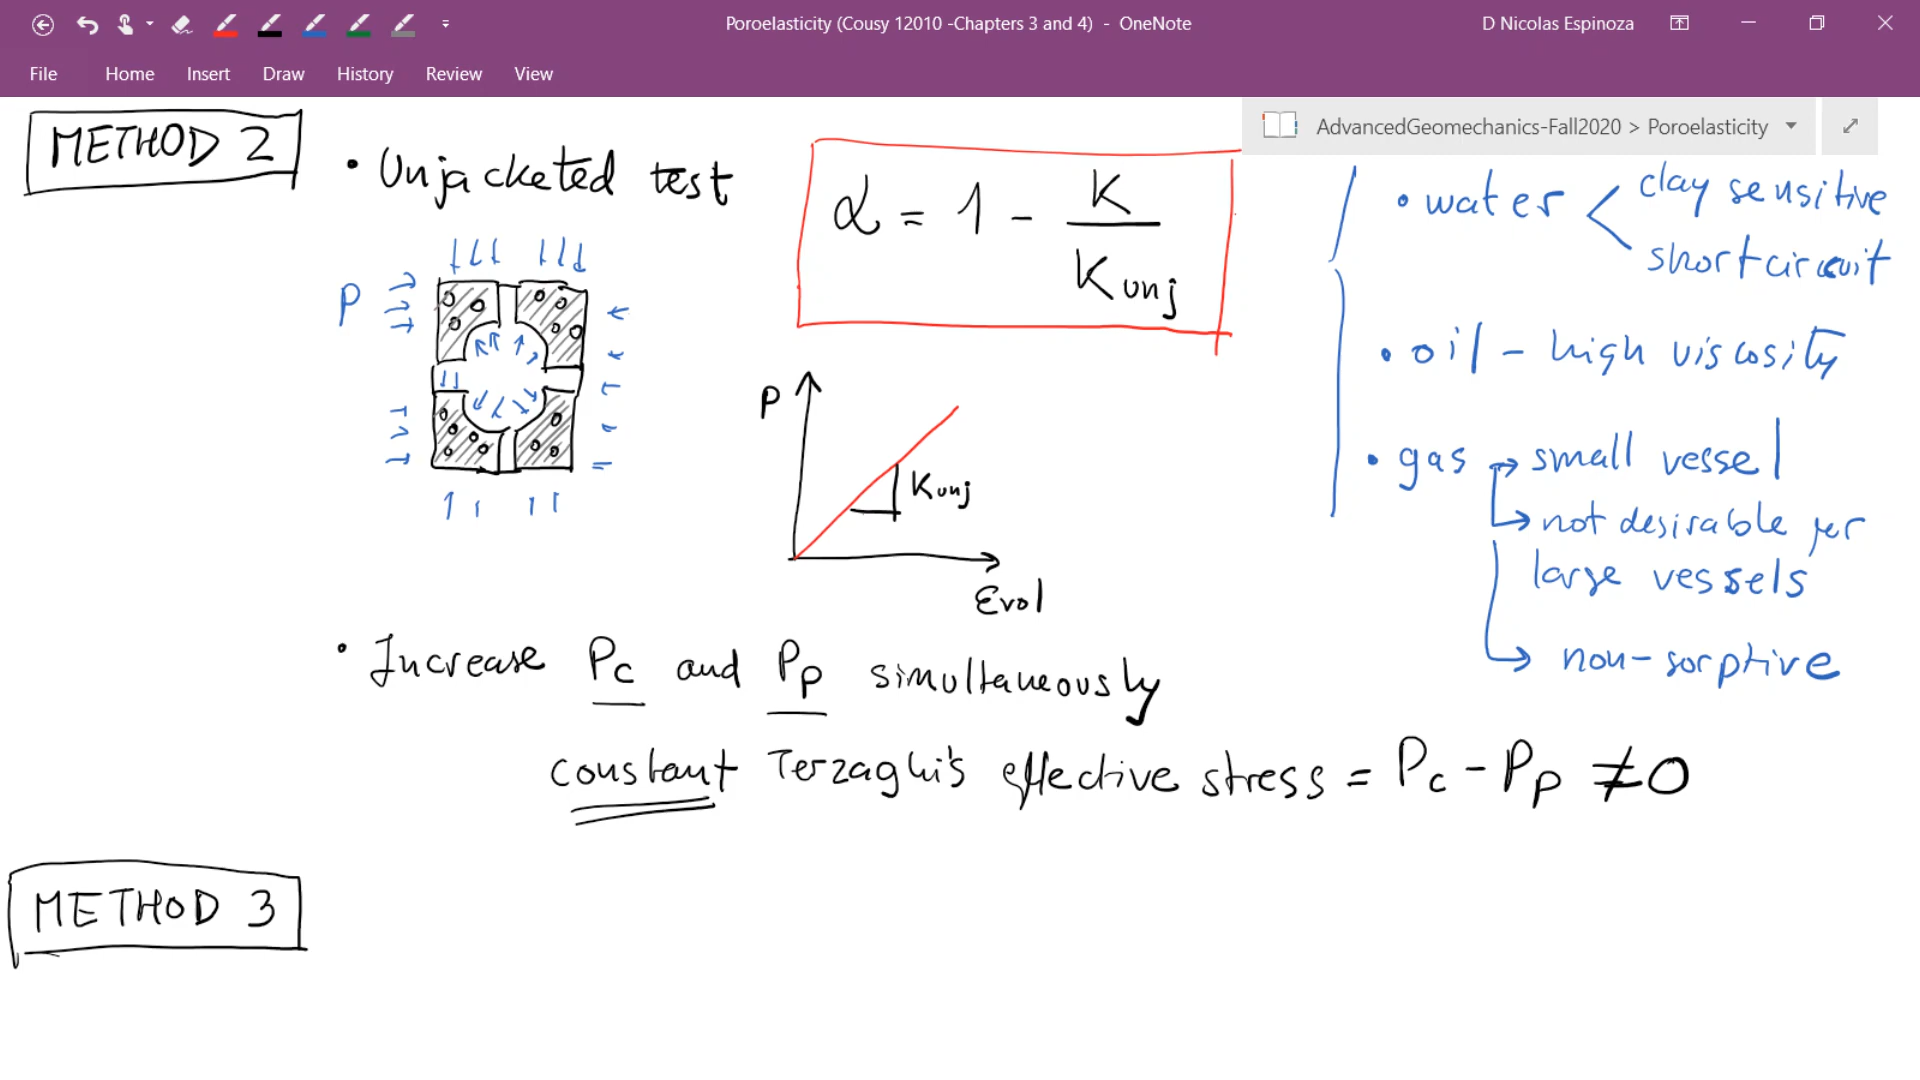 Poroelasticity (Cousy 12010 -Chapters 3 and 4) - OneNote
D Nicolas Espinoza
File Home Insert Draw History Review View
AdvancedGeomechanics-Fall2020 > Poroelasticity
METHOD 2
• Unjacketed test
P
α = 1 - K / Kunj
P
Kunj
Evol
• water < clay sensitive
shortcircuit
• oil - high viscosity
• gas → small vessel
→ not desirable for
large vessels
→ non-sorptive
• Increase Pc and Pp simultaneously
constant Terzaghi's effective stress = Pc - Pp ≠ 0
METHOD 3